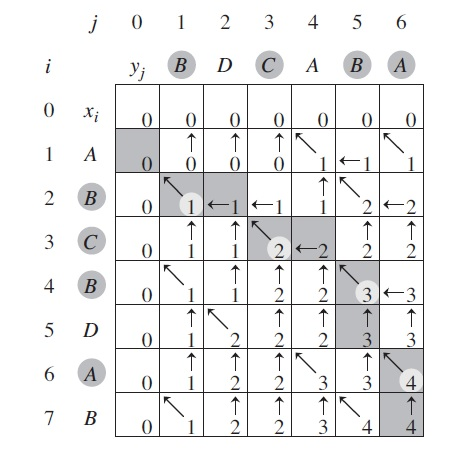 j 0 1 2 3 4 5 6
i y_j B D C A B A
0 x_i 0 0 0 0 0 0 0
1 A 0 ↑0 ↑0 ↑0 ↖1 ←1 ↖1
2 B 0 ↖1 ←1 ←1 ↑1 ↖2 ←2
3 C 0 ↑1 ↑1 ↖2 ←2 ↑2 ↑2
4 B 0 ↖1 ↑1 ↑2 ↑2 ↖3 ←3
5 D 0 ↑1 ↖2 ↑2 ↑2 ↑3 ↑3
6 A 0 ↑1 ↑2 ↑2 ↖3 ↑3 ↖4
7 B 0 ↖1 ↑2 ↑2 ↑3 ↖4 ↑4